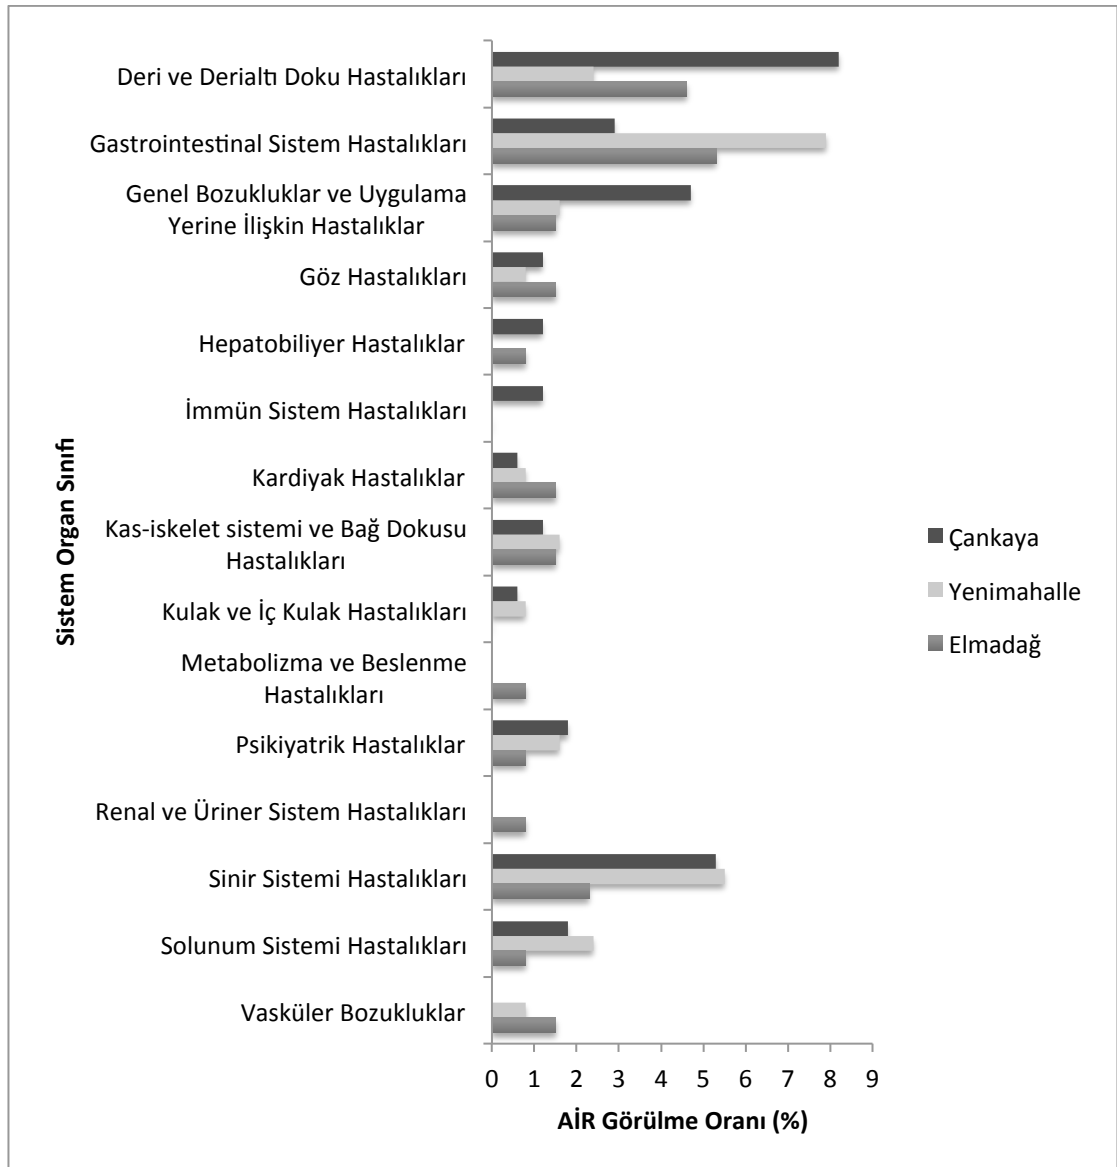 Deri ve Derialtı Doku Hastalıkları
Gastrointestinal Sistem Hastalıkları
Genel Bozukluklar ve Uygulama
Yerine İlişkin Hastalıklar
Göz Hastalıkları
Hepatobiliyer Hastalıklar
İmmün Sistem Hastalıkları
Kardiyak Hastalıklar
Kas-iskelet sistemi ve Bağ Dokusu
Hastalıkları
Kulak ve İç Kulak Hastalıkları
Metabolizma ve Beslenme
Hastalıkları
Psikiyatrik Hastalıklar
Renal ve Üriner Sistem Hastalıkları
Sinir Sistemi Hastalıkları
Solunum Sistemi Hastalıkları
Vasküler Bozukluklar
Sistem Organ Sınıfı
0 1 2 3 4 5 6 7 8 9
AİR Görülme Oranı (%)
Çankaya
Yenimahalle
Elmadağ